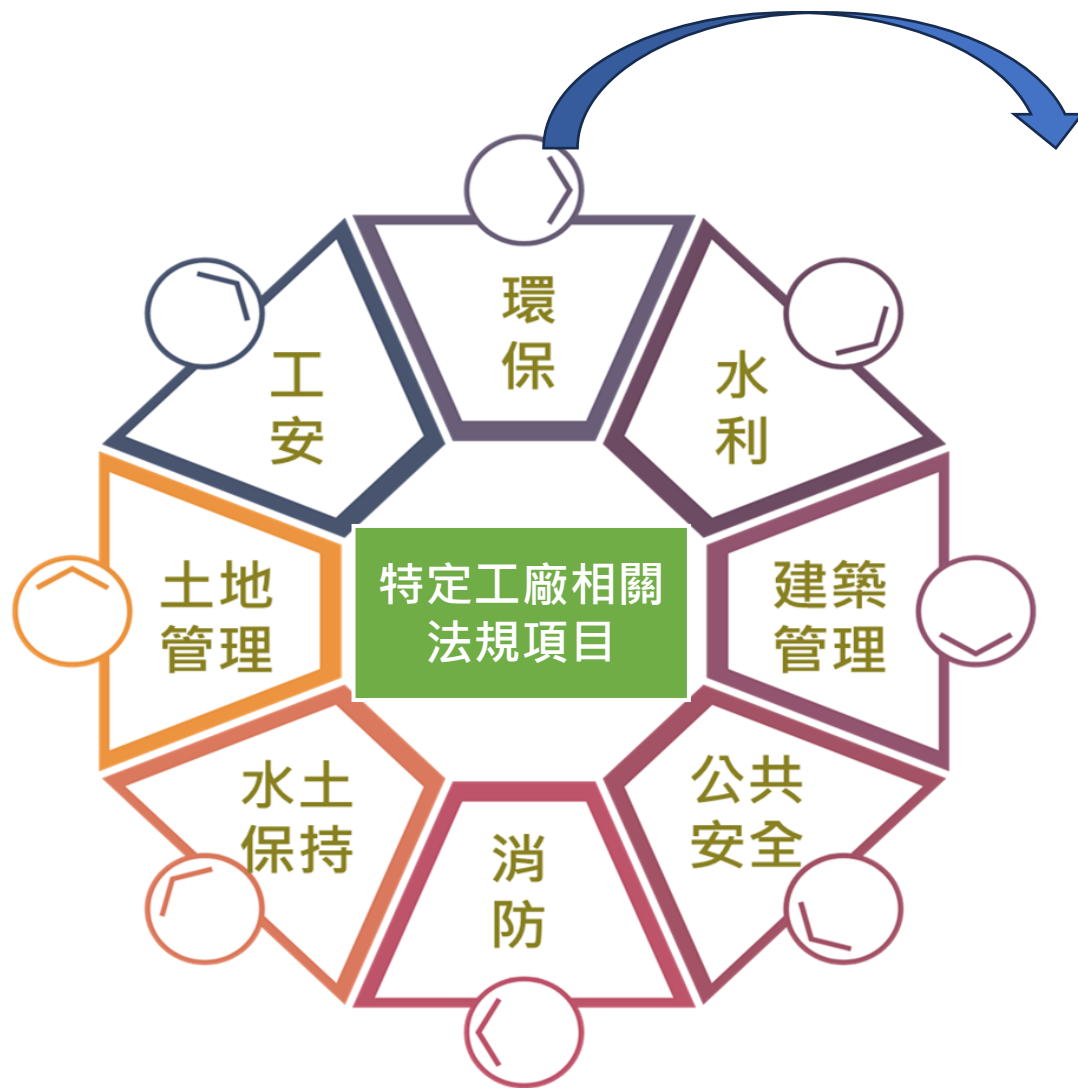 環
保
水
利
建築
管理
公共
安全
消
防
水土
保持
土地
管理
工
安
特定工廠相關
法規項目